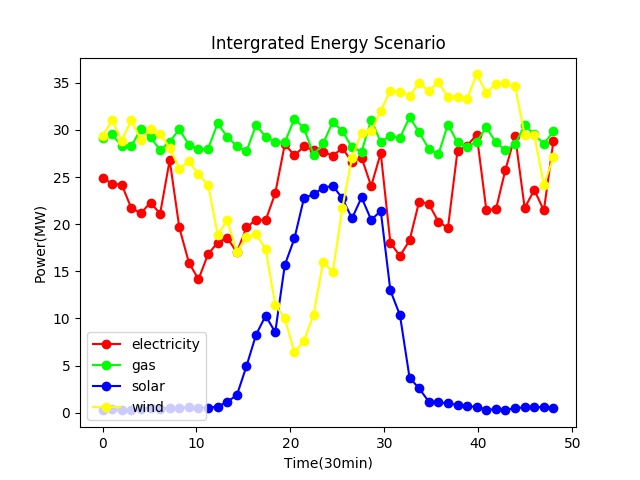 Intergrated Energy Scenario
Power(MW)
35
30
25
20
15
10
5
0
electricity
gas
solar
wind
0 10 20 30 40 50
Time(30min)